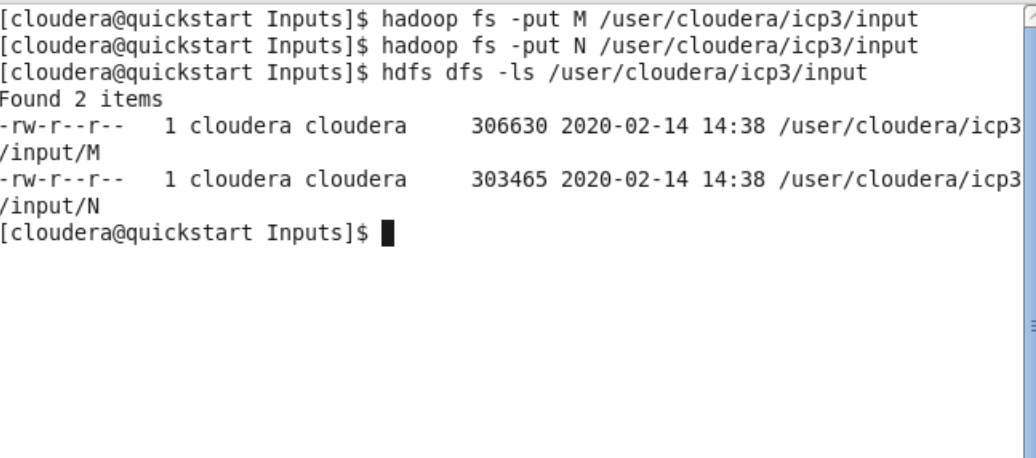 [cloudera@quickstart Inputs]$ hadoop fs -put M /user/cloudera/icp3/input
[cloudera@quickstart Inputs]$ hadoop fs -put N /user/cloudera/icp3/input
[cloudera@quickstart Inputs]$ hdfs dfs -ls /user/cloudera/icp3/input
Found 2 items
-rw-r--r--   1 cloudera cloudera     306630 2020-02-14 14:38 /user/cloudera/icp3
/input/M
-rw-r--r--   1 cloudera cloudera     303465 2020-02-14 14:38 /user/cloudera/icp3
/input/N
[cloudera@quickstart Inputs]$